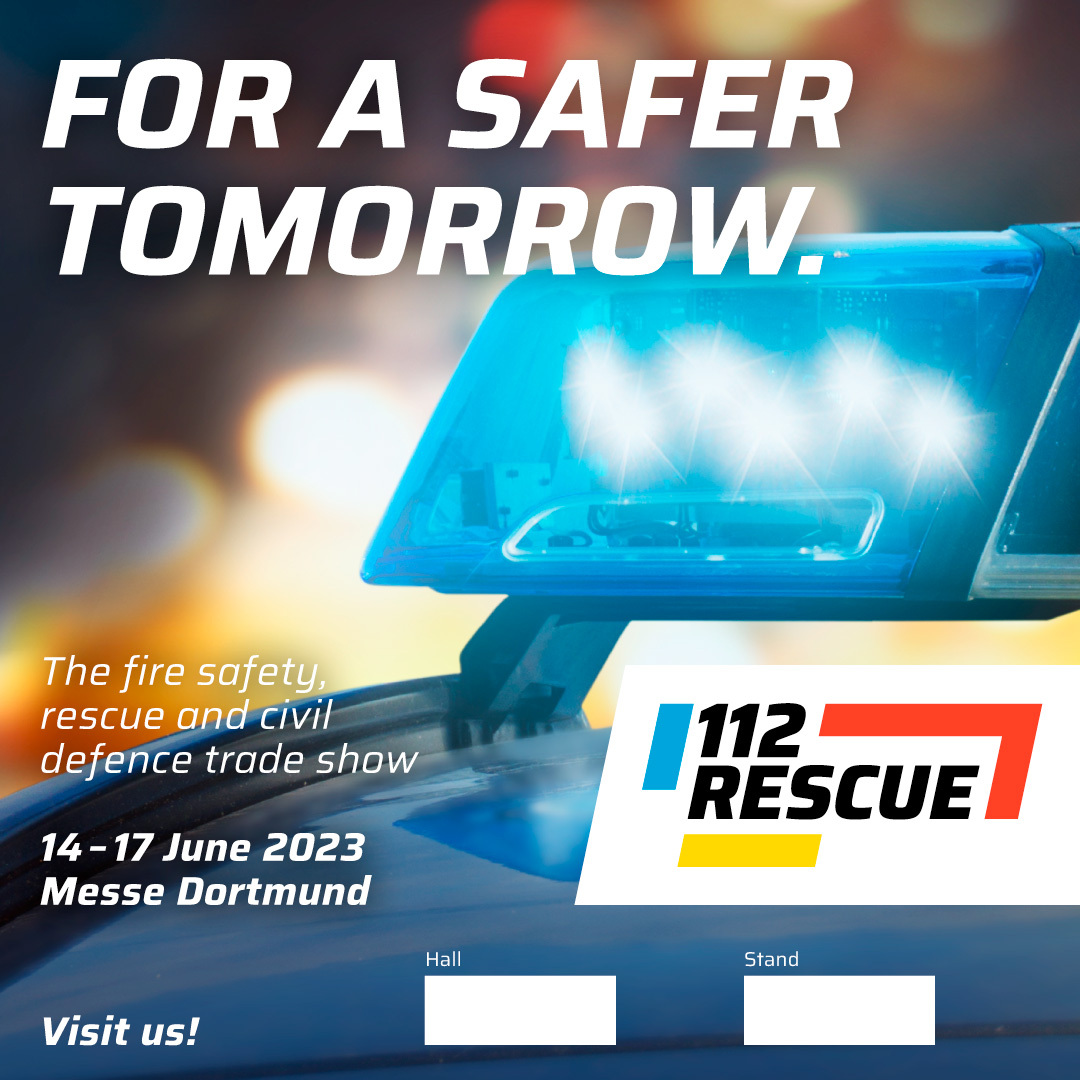 FOR A SAFER
TOMORROW.
The fire safety,
rescue and civil
defence trade show
14–17 June 2023
Messe Dortmund
112
RESCUE
Hall
Stand
Visit us!